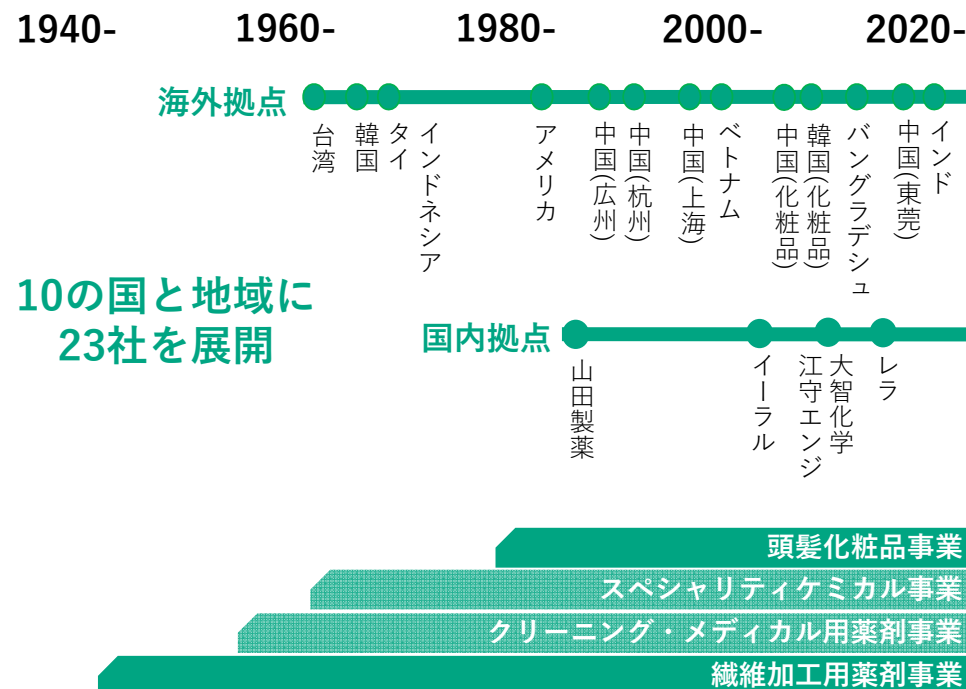 1940-
1960-
1980-
2000-
2020-
海外拠点
台湾
韓国
タイ
インドネシア
アメリカ
中国(広州)
中国(杭州)
中国(上海)
ベトナム
中国(化粧品)
韓国(化粧品)
バングラデシュ
中国(東莞)
インド
10の国と地域に
23社を展開
国内拠点
山田製薬
イーラル
江守エンジ
大智化学
レラ
頭髪化粧品事業
スペシャリティケミカル事業
クリーニング・メディカル用薬剤事業
繊維加工用薬剤事業